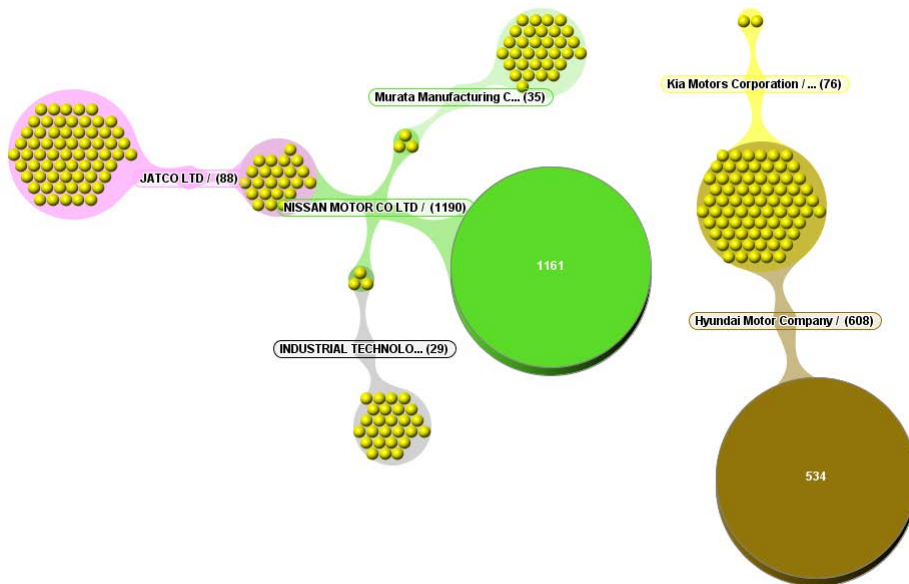 Kia Motors Corporation / ... (76)
Murata Manufacturing C... (35)
JATCO LTD / (88)
NISSAN MOTOR CO LTD / (1190)
1161
Hyundai Motor Company / (608)
INDUSTRIAL TECHNOLO... (29)
534